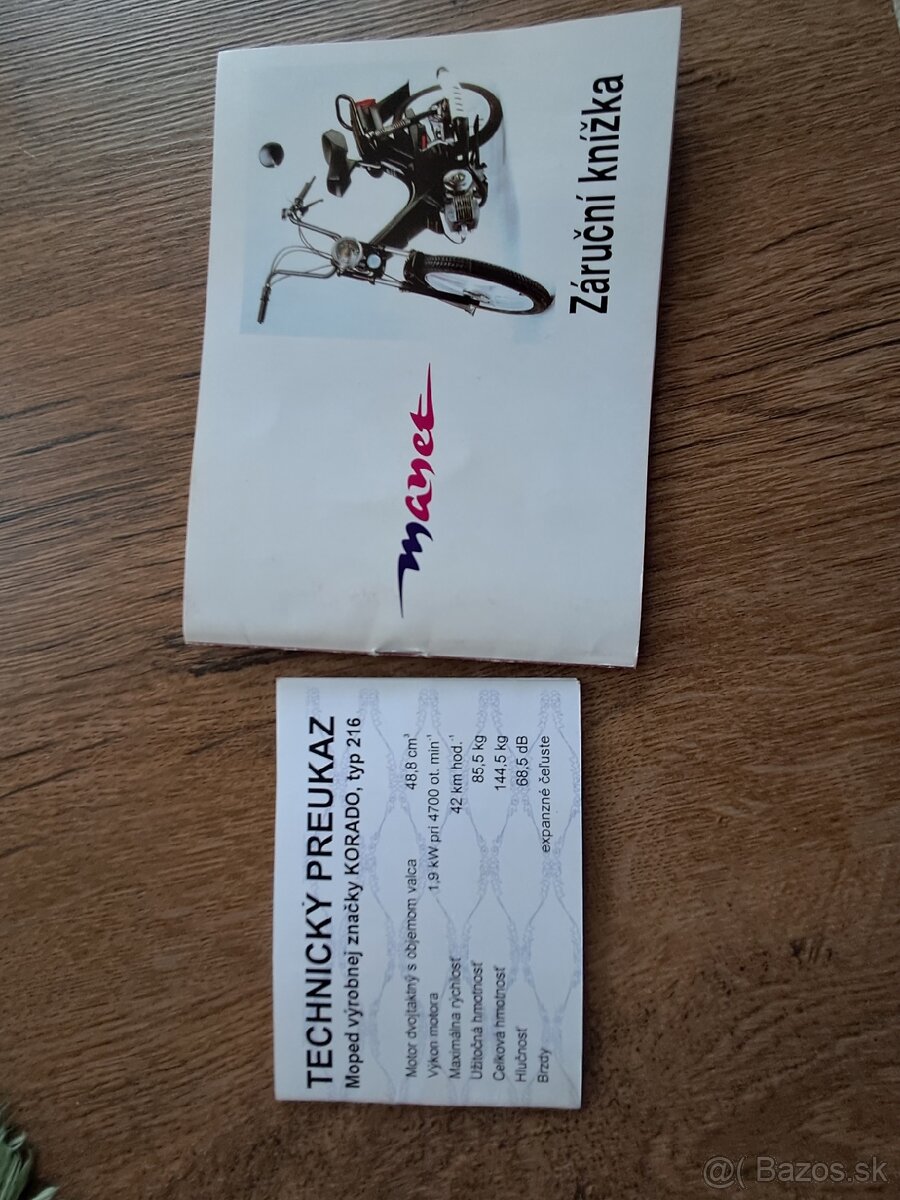 manet
Záruční knížka
TECHNICKÝ PREUKAZ
Moped výrobnej značky KORADO, typ 216
Motor dvojtaktný s objemom valca 48,8 cm³
Výkon motora 1,9 kW pri 4700 ot. min⁻¹
Maximálna rýchlosť 42 km hod.⁻¹
Užitočná hmotnosť 85,5 kg
Celková hmotnosť 144,5 kg
Hlučnosť 68,5 dB
Brzdy expanzné čeľuste
@( Bazos.sk